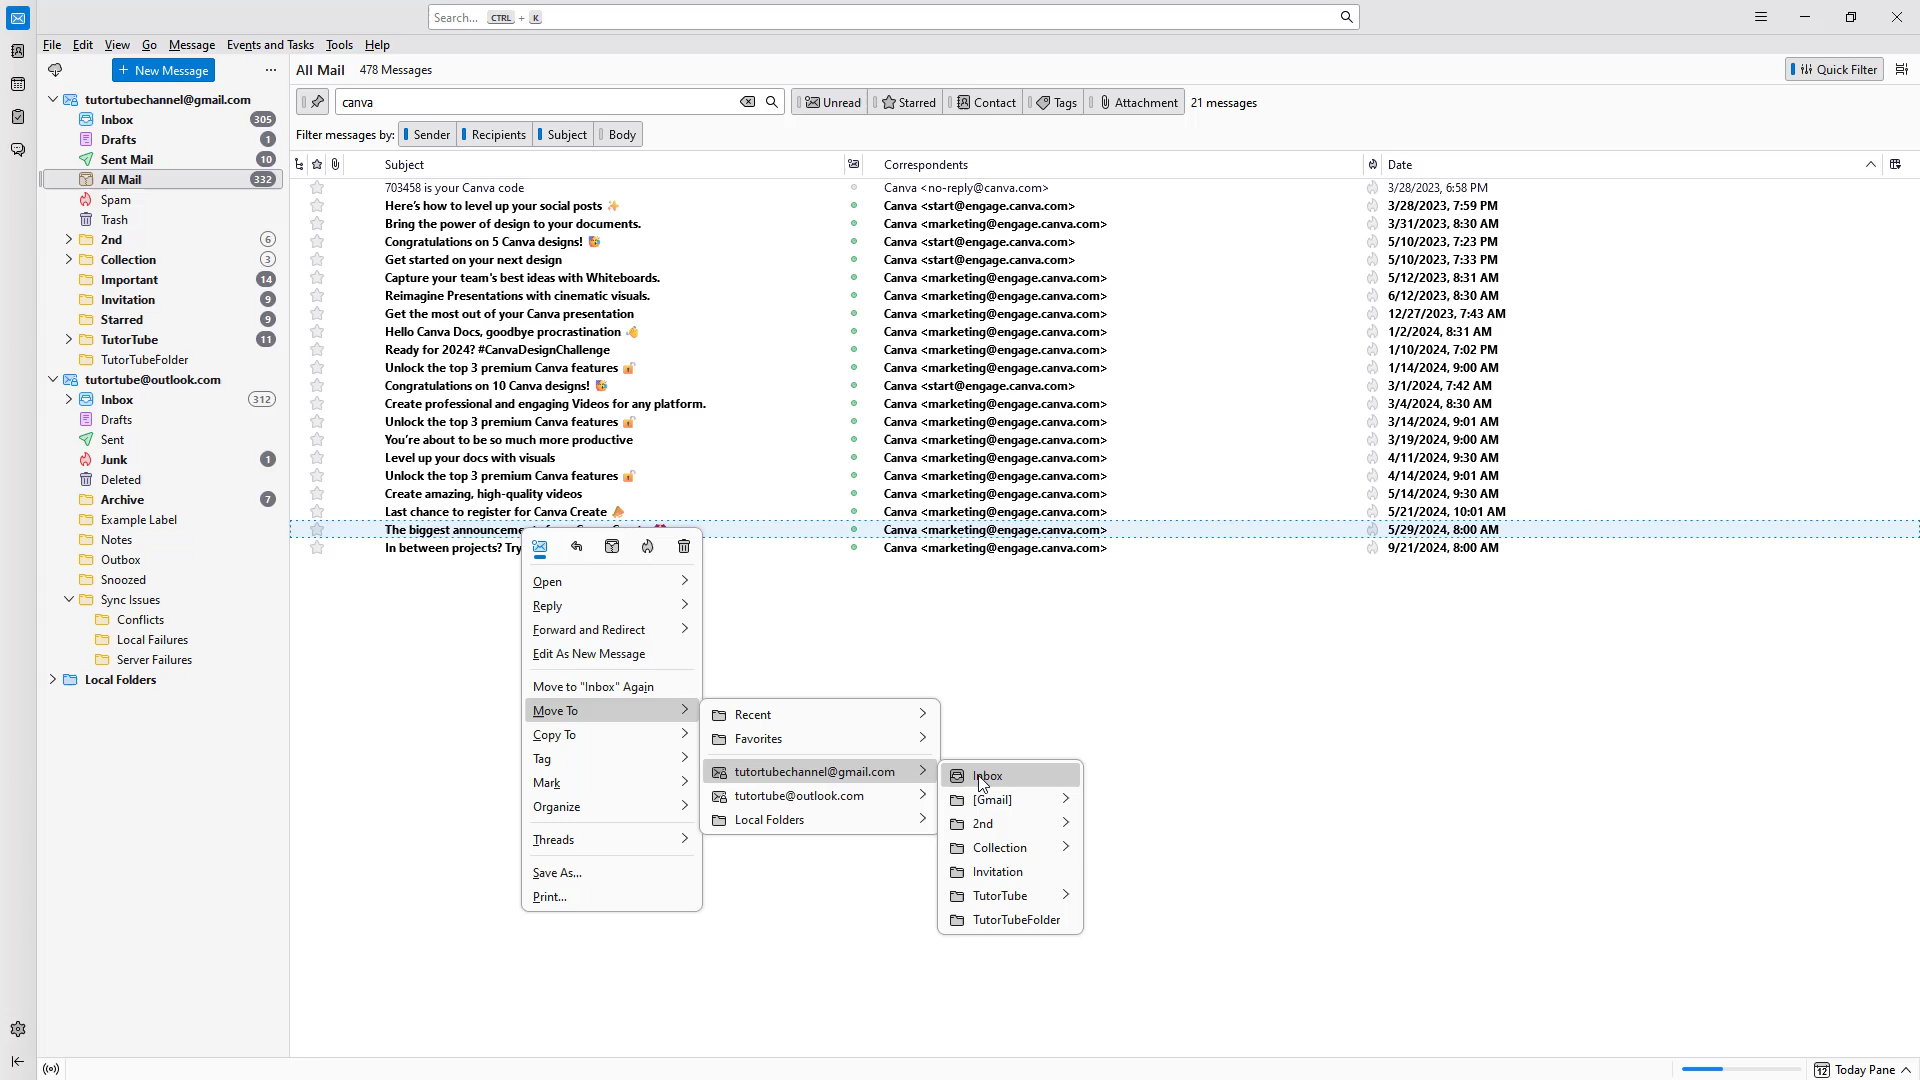 Search... CTRL + K
File Edit View Go Message Events and Tasks Tools Help
+ New Message ...
All Mail 478 Messages
Quick Filter
tutortubechannel@gmail.com
Inbox 305
Drafts 1
Sent Mail 10
All Mail 332
Spam
Trash
2nd 6
Collection 3
Important 14
Invitation 9
Starred 9
TutorTube 11
TutorTubeFolder
tutortube@outlook.com
Inbox 312
Drafts
Sent
Junk 1
Deleted
Archive 7
Example Label
Notes
Outbox
Snoozed
Sync Issues
Conflicts
Local Failures
Server Failures
Local Folders
canva
Unread Starred Contact Tags Attachment 21 messages
Filter messages by: Sender Recipients Subject Body
Subject Correspondents Date
703458 is your Canva code Canva <no-reply@canva.com> 3/28/2023, 6:58 PM
Here's how to level up your social posts ✨ Canva <start@engage.canva.com> 3/28/2023, 7:59 PM
Bring the power of design to your documents. Canva <marketing@engage.canva.com> 3/31/2023, 8:30 AM
Congratulations on 5 Canva designs! Canva <start@engage.canva.com> 5/10/2023, 7:23 PM
Get started on your next design Canva <start@engage.canva.com> 5/10/2023, 7:33 PM
Capture your team's best ideas with Whiteboards. Canva <marketing@engage.canva.com> 5/12/2023, 8:31 AM
Reimagine Presentations with cinematic visuals. Canva <marketing@engage.canva.com> 6/12/2023, 8:30 AM
Get the most out of your Canva presentation Canva <marketing@engage.canva.com> 12/27/2023, 7:43 AM
Hello Canva Docs, goodbye procrastination 👋 Canva <marketing@engage.canva.com> 1/2/2024, 8:31 AM
Ready for 2024? #CanvaDesignChallenge Canva <marketing@engage.canva.com> 1/10/2024, 7:02 PM
Unlock the top 3 premium Canva features 🔓 Canva <marketing@engage.canva.com> 1/14/2024, 9:00 AM
Congratulations on 10 Canva designs! Canva <start@engage.canva.com> 3/1/2024, 7:42 AM
Create professional and engaging Videos for any platform. Canva <marketing@engage.canva.com> 3/4/2024, 8:30 AM
Unlock the top 3 premium Canva features 🔓 Canva <marketing@engage.canva.com> 3/14/2024, 9:01 AM
You're about to be so much more productive Canva <marketing@engage.canva.com> 3/19/2024, 9:00 AM
Level up your docs with visuals Canva <marketing@engage.canva.com> 4/11/2024, 9:30 AM
Unlock the top 3 premium Canva features 🔓 Canva <marketing@engage.canva.com> 4/14/2024, 9:01 AM
Create amazing, high-quality videos Canva <marketing@engage.canva.com> 5/14/2024, 9:30 AM
Last chance to register for Canva Create Canva <marketing@engage.canva.com> 5/21/2024, 10:01 AM
The biggest announcement Canva <marketing@engage.canva.com> 5/29/2024, 8:00 AM
In between projects? Try Canva <marketing@engage.canva.com> 9/21/2024, 8:00 AM
Open
Reply
Forward and Redirect
Edit As New Message
Move to "Inbox" Again
Move To
Copy To
Tag
Mark
Organize
Threads
Save As...
Print...
Recent
Favorites
tutortubechannel@gmail.com
tutortube@outlook.com
Local Folders
Inbox
[Gmail]
2nd
Collection
Invitation
TutorTube
TutorTubeFolder
12 Today Pane